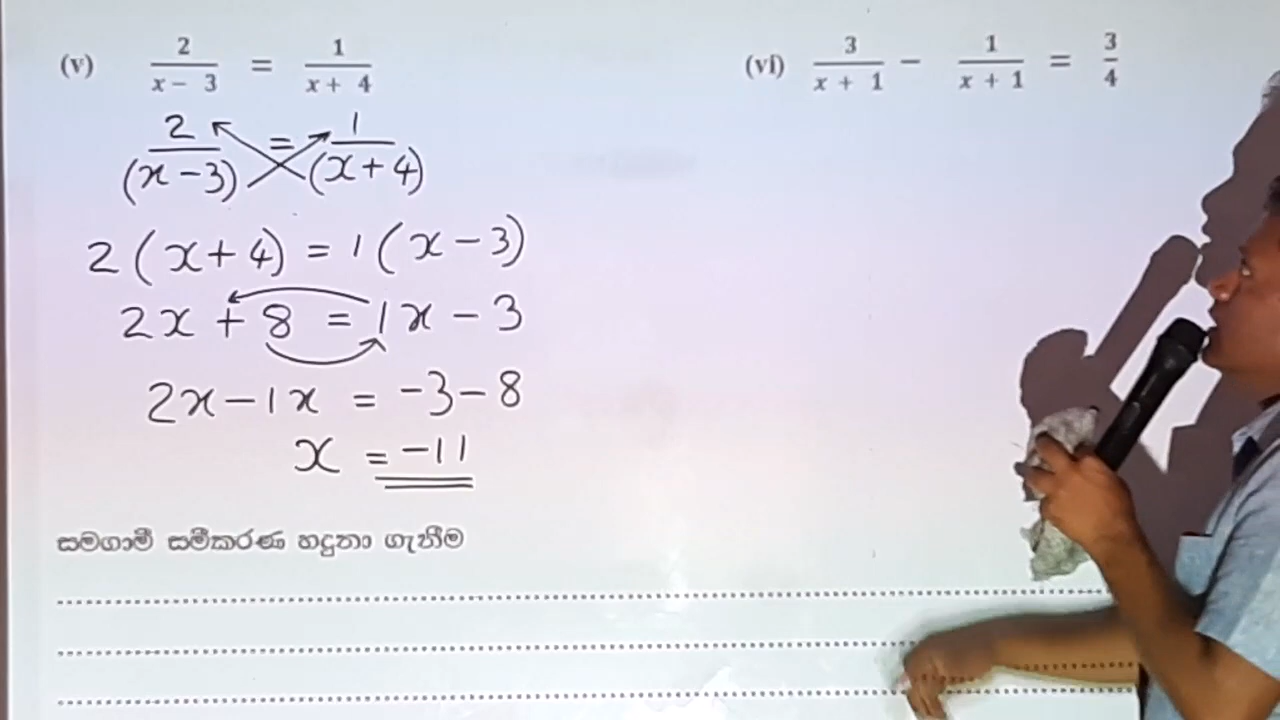 (v) 2/(x - 3) = 1/(x + 4)
2/(x - 3) = 1/(x + 4)
2(x + 4) = 1(x - 3)
2x + 8 = 1x - 3
2x - 1x = -3 - 8
x = -11
(vi) 3/(x + 1) - 1/(x + 1) = 3/4
සමගාමී සමීකරණ හඳුනා ගැනීම